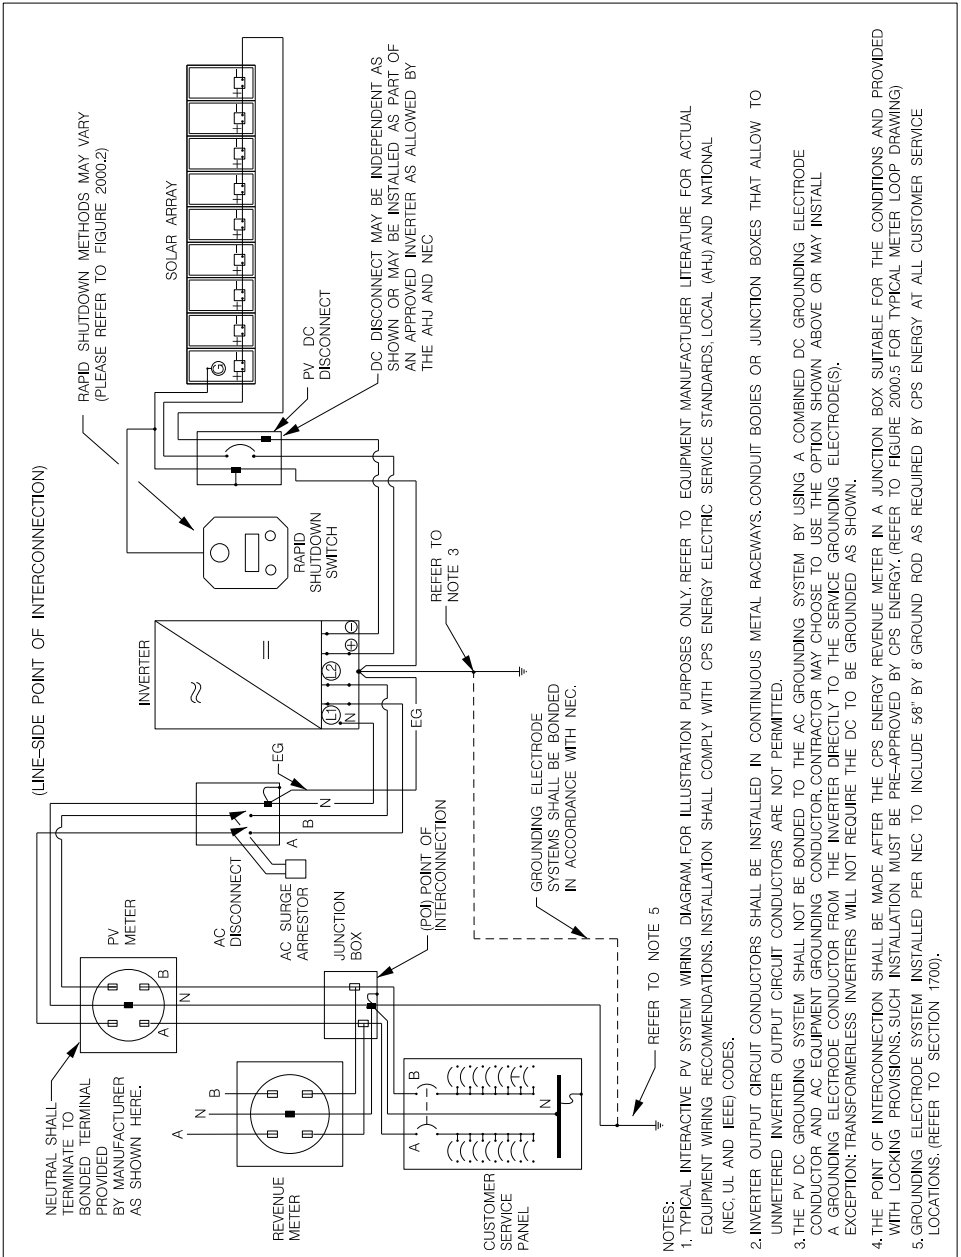 (LINE–SIDE POINT OF INTERCONNECTION)
NEUTRAL SHALL
TERMINATE TO
BONDED TERMINAL
PROVIDED
BY MANUFACTURER
AS SHOWN HERE.
PV
METER
A
N
B
REVENUE
METER
A
N
B
JUNCTION
BOX
(POI) POINT OF
INTERCONNECTION
CUSTOMER
SERVICE
PANEL
A
B
N
REFER TO NOTE 5
AC
DISCONNECT
AC SURGE
ARRESTOR
A
B
N
EG
EG
GROUNDING ELECTRODE
SYSTEMS SHALL BE BONDED
IN ACCORDANCE WITH NEC.
INVERTER
≈
=
L1
N
L2
+
−
REFER TO
NOTE 3
RAPID
SHUTDOWN
SWITCH
RAPID SHUTDOWN METHODS MAY VARY
(PLEASE REFER TO FIGURE 2000.2)
SOLAR ARRAY
G
PV DC
DISCONNECT
DC DISCONNECT MAY BE INDEPENDENT AS
SHOWN OR MAY BE INSTALLED AS PART OF
AN APPROVED INVERTER AS ALLOWED BY
THE AHJ AND NEC
NOTES:
1. TYPICAL INTERACTIVE PV SYSTEM WIRING DIAGRAM, FOR ILLUSTRATION PURPOSES ONLY. REFER TO EQUIPMENT MANUFACTURER LITERATURE FOR ACTUAL
EQUIPMENT WIRING RECOMMENDATIONS. INSTALLATION SHALL COMPLY WITH CPS ENERGY ELECTRIC SERVICE STANDARDS, LOCAL (AHJ) AND NATIONAL
(NEC, UL AND IEEE) CODES.
2. INVERTER OUTPUT CIRCUIT CONDUCTORS SHALL BE INSTALLED IN CONTINUOUS METAL RACEWAYS. CONDUIT BODIES OR JUNCTION BOXES THAT ALLOW TO
UNMETERED INVERTER OUTPUT CIRCUIT CONDUCTORS ARE NOT PERMITTED.
3. THE PV DC GROUNDING SYSTEM SHALL NOT BE BONDED TO THE AC GROUNDING SYSTEM BY USING A COMBINED DC GROUNDING ELECTRODE
CONDUCTOR AND AC EQUIPMENT GROUNDING CONDUCTOR. CONTRACTOR MAY CHOOSE TO USE THE OPTION SHOWN ABOVE OR MAY INSTALL
A GROUNDING ELECTRODE CONDUCTOR FROM THE INVERTER DIRECTLY TO THE SERVICE GROUNDING ELECTRODE(S).
EXCEPTION: TRANSFORMERLESS INVERTERS WILL NOT REQUIRE THE DC TO BE GROUNDED AS SHOWN.
4. THE POINT OF INTERCONNECTION SHALL BE MADE AFTER THE CPS ENERGY REVENUE METER IN A JUNCTION BOX SUITABLE FOR THE CONDITIONS AND PROVIDED
WITH LOCKING PROVISIONS. SUCH INSTALLATION MUST BE PRE-APPROVED BY CPS ENERGY. (REFER TO FIGURE 2000.5 FOR TYPICAL METER LOOP DRAWING)
5. GROUNDING ELECTRODE SYSTEM INSTALLED PER NEC TO INCLUDE 5/8" BY 8' GROUND ROD AS REQUIRED BY CPS ENERGY AT ALL CUSTOMER SERVICE
LOCATIONS. (REFER TO SECTION 1700).